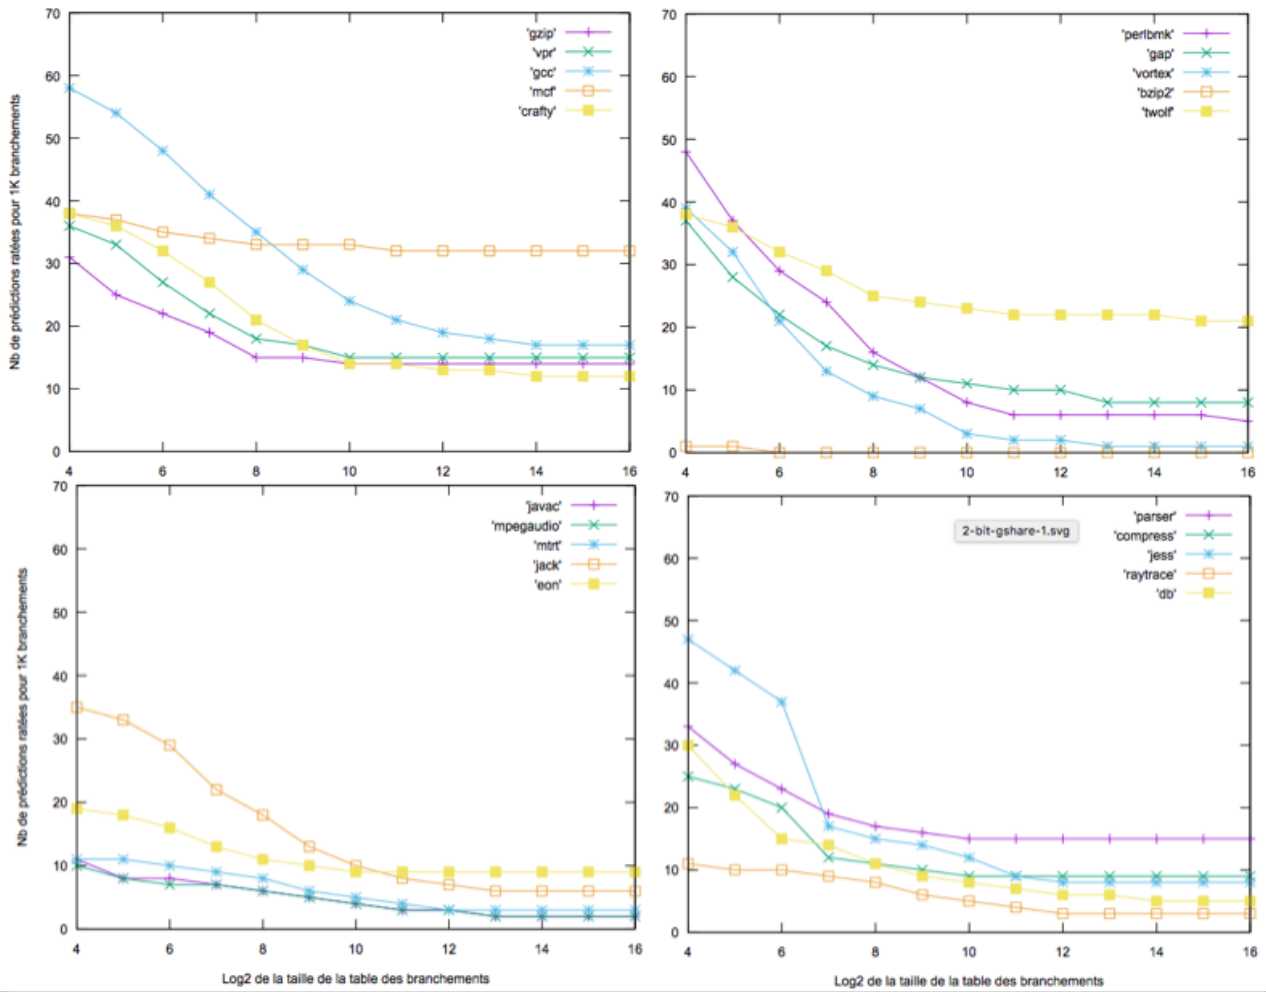 70
60
50
40
30
20
10
0
4
6
8
10
12
14
16
'gzip'
'vpr'
'gcc'
'mcf'
'crafty'
Nb de prédictions ratées pour 1K branchements
70
60
50
40
30
20
10
0
4
6
8
10
12
14
16
'perlbmk'
'gap'
'vortex'
'bzip2'
'twolf'
70
60
50
40
30
20
10
0
4
6
8
10
12
14
16
'javac'
'mpegaudio'
'mtrt'
'jack'
'eon'
Nb de prédictions ratées pour 1K branchements
Log2 de la taille de la table des branchements
70
60
50
40
30
20
10
0
4
6
8
10
12
14
16
'parser'
'compress'
'jess'
'raytrace'
'db'
2-bit-gshare-1.svg
Log2 de la taille de la table des branchements